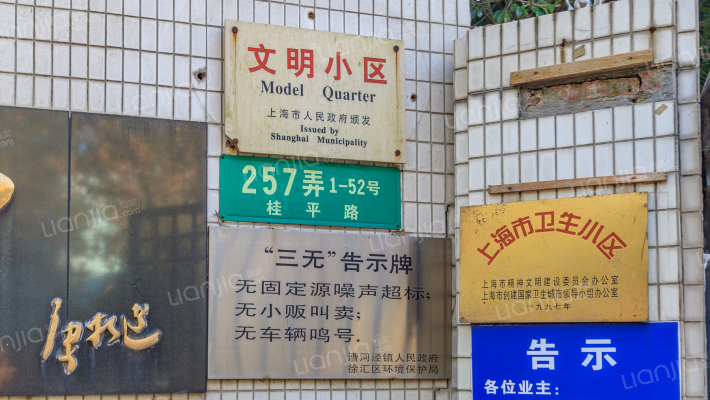 文明小区
Model Quarter
上海市人民政府颁发
Issued by
Shanghai Municipality
257弄1-52号
桂平路
“三无”告示牌
无固定源噪声超标;
无小贩叫卖;
无车辆鸣号.
漕河泾镇人民政府
徐汇区环境保护局
上海市卫生小区
上海市精神文明建设委员会办公室
上海市创建国家卫生城市领导小组办公室
一九九七年
告示
各位业主: